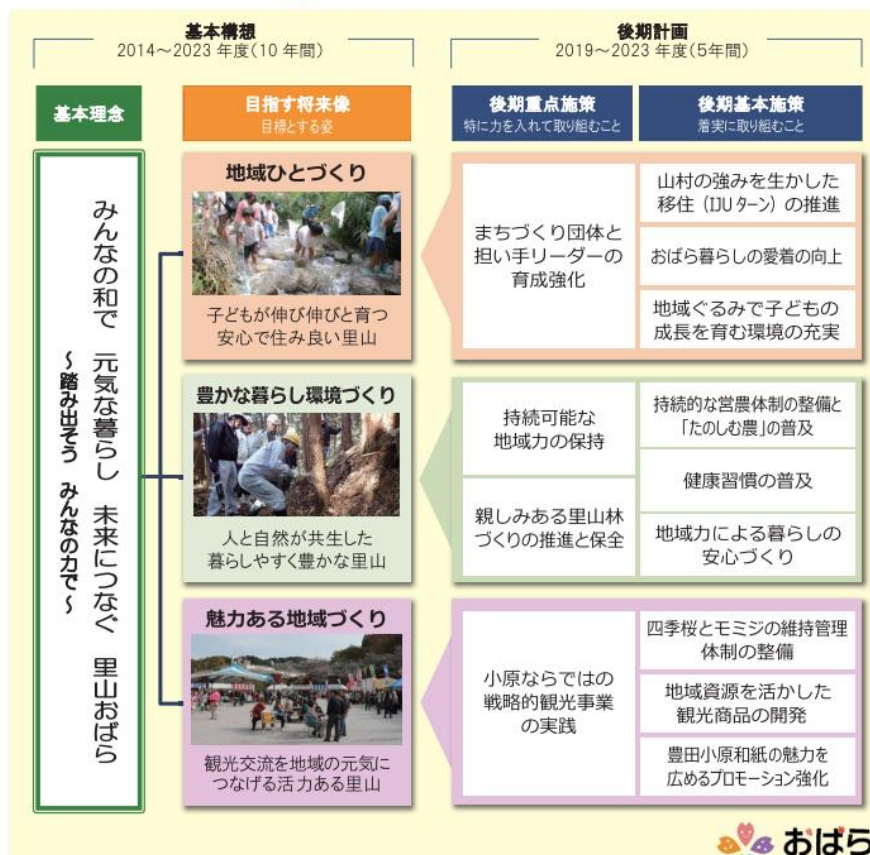 基本構想
2014～2023年度(10年間)
後期計画
2019～2023年度(5年間)
基本理念
目指す将来像
目標とする姿
後期重点施策
特に力を入れて取り組むこと
後期基本施策
着実に取り組むこと
みんなの和で 元気な暮らし 未来につなぐ 里山おばら
～踏み出そう みんなの力で～
地域ひとづくり
子どもが伸び伸びと育つ
安心で住み良い里山
まちづくり団体と
担い手リーダーの
育成強化
山村の強みを生かした
移住（IJUターン）の推進
おばら暮らしの愛着の向上
地域ぐるみで子どもの
成長を育む環境の充実
豊かな暮らし環境づくり
人と自然が共生した
暮らしやすく豊かな里山
持続可能な
地域力の保持
親しみある里山林
づくりの推進と保全
持続的な営農体制の整備と
「たのしむ農」の普及
健康習慣の普及
地域力による暮らしの
安心づくり
魅力ある地域づくり
観光交流を地域の元気に
つなげる活力ある里山
小原ならではの
戦略的観光事業
の実践
四季桜とモミジの維持管理
体制の整備
地域資源を活かした
観光商品の開発
豊田小原和紙の魅力を
広めるプロモーション強化
おばら